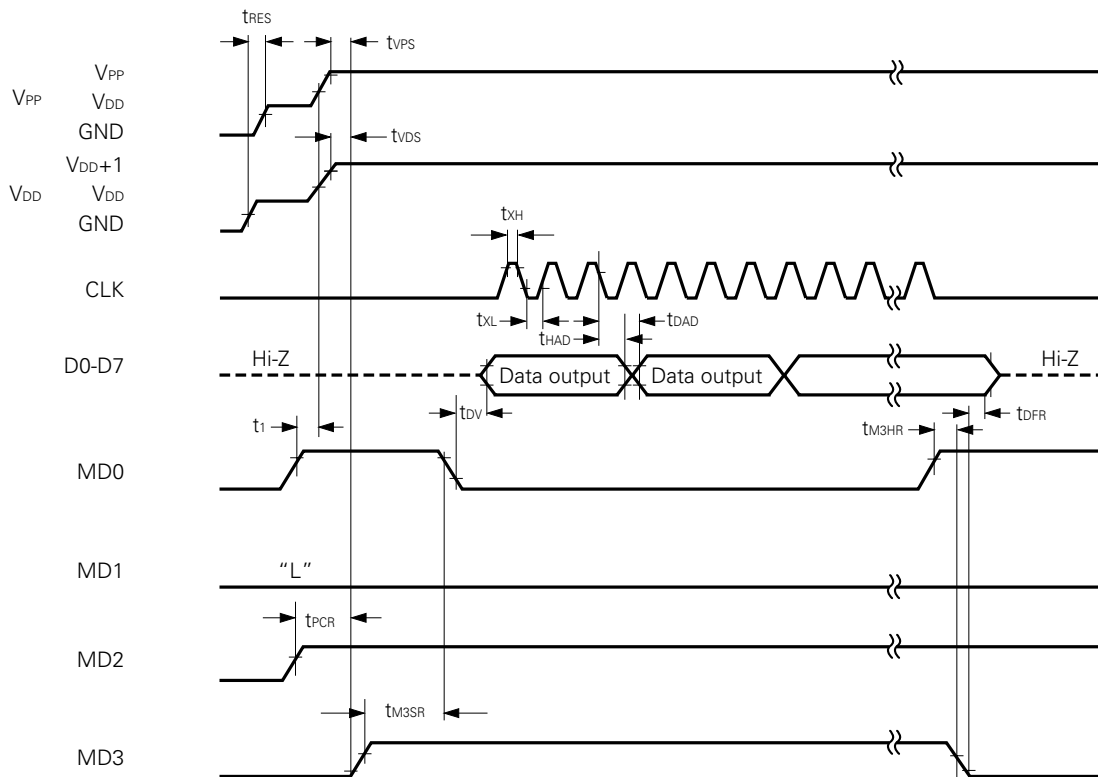 tRES
tVPS
VPP
VPP
VDD
GND
tVDS
VDD+1
VDD
VDD
GND
tXH
CLK
tXL
tDAD
tHAD
D0-D7
Hi-Z
Data output
Data output
Hi-Z
tDV
tDFR
t1
tM3HR
MD0
MD1
“L”
tPCR
MD2
tM3SR
MD3